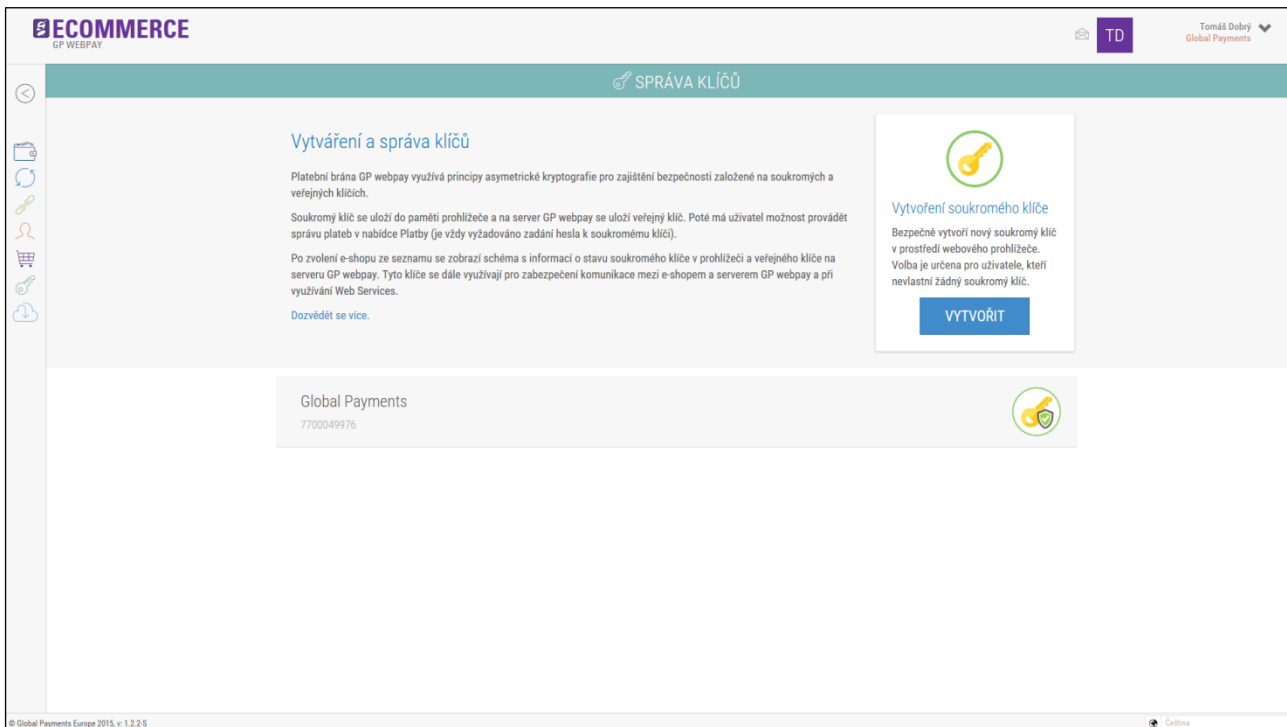 ECOMMERCE
GP WEBPAY
TD
Tomáš Dobrý
Global Payments
SPRÁVA KLÍČŮ
Vytváření a správa klíčů
Platební brána GP webpay využívá principy asymetrické kryptografie pro zajištění bezpečnosti založené na soukromých a
veřejných klíčích.
Soukromý klíč se uloží do paměti prohlížeče a na server GP webpay se uloží veřejný klíč. Poté má uživatel možnost provádět
správu plateb v nabídce Platby (je vždy vyžadováno zadání hesla k soukromému klíči).
Po zvolení e-shopu ze seznamu se zobrazí schéma s informací o stavu soukromého klíče v prohlížeči a veřejného klíče na
serveru GP webpay. Tyto klíče se dále využívají pro zabezpečení komunikace mezi e-shopem a serverem GP webpay a při
využívání Web Services.
Dozvědět se více.
Vytvoření soukromého klíče
Bezpečně vytvoří nový soukromý klíč
v prostředí webového prohlížeče.
Volba je určena pro uživatele, kteří
nevlastní žádný soukromý klíč.
VYTVOŘIT
Global Payments
7700049976
© Global Payments Europe 2015, v: 1.2.2-S
Čeština